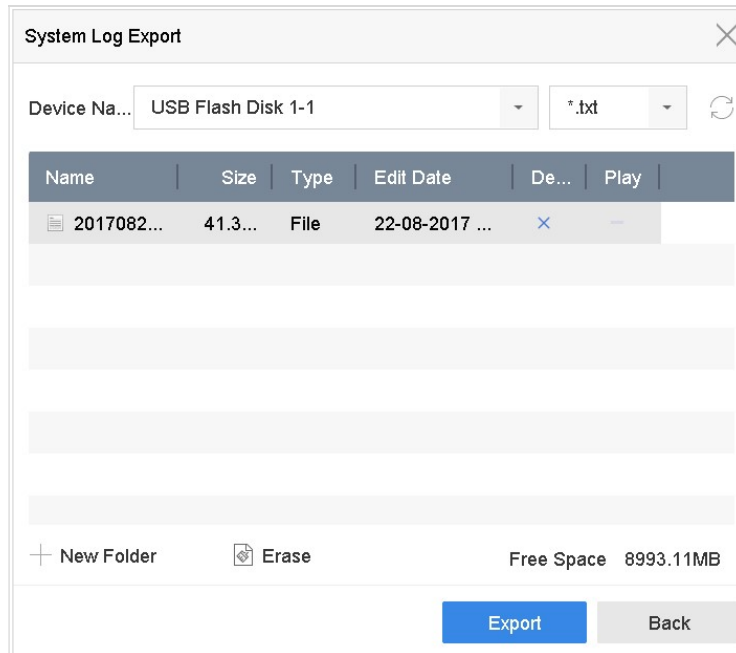 System Log Export
Device Na... USB Flash Disk 1-1 *.txt
Name Size Type Edit Date De... Play
2017082... 41.3... File 22-08-2017 ...
New Folder Erase Free Space 8993.11MB
Export Back